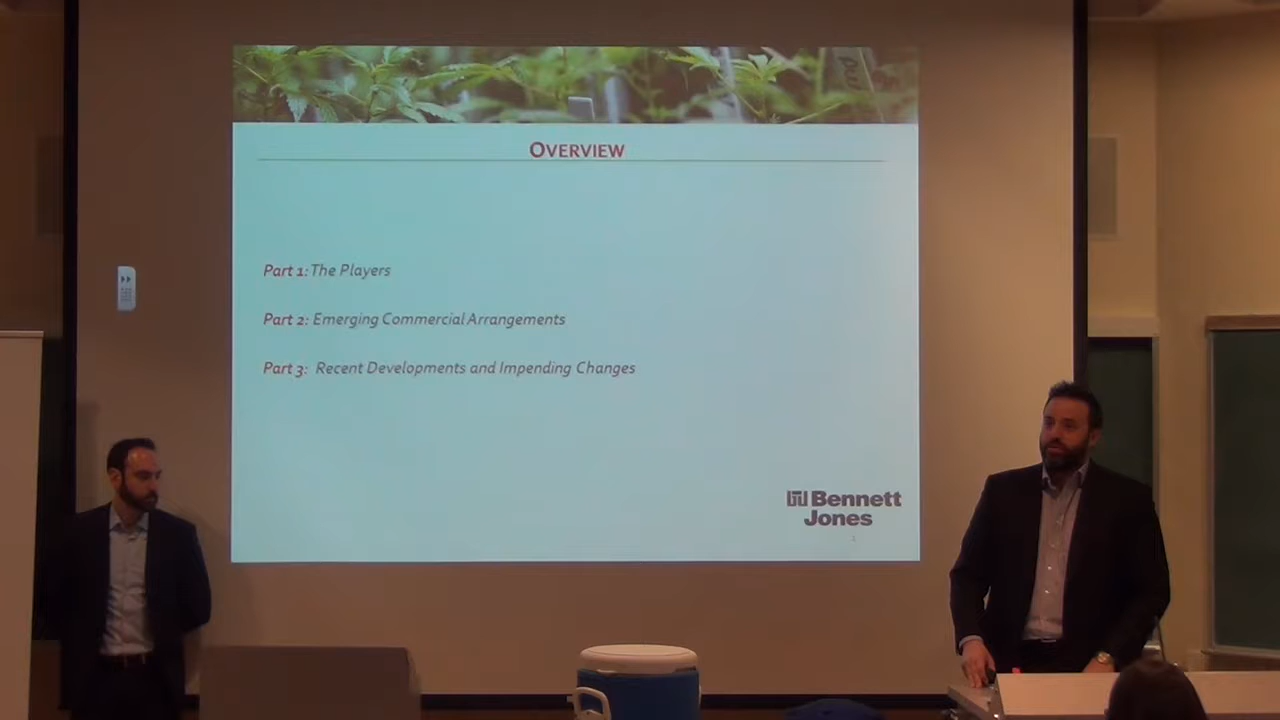 OVERVIEW
Part 1: The Players
Part 2: Emerging Commercial Arrangements
Part 3: Recent Developments and Impending Changes
Bennett
Jones